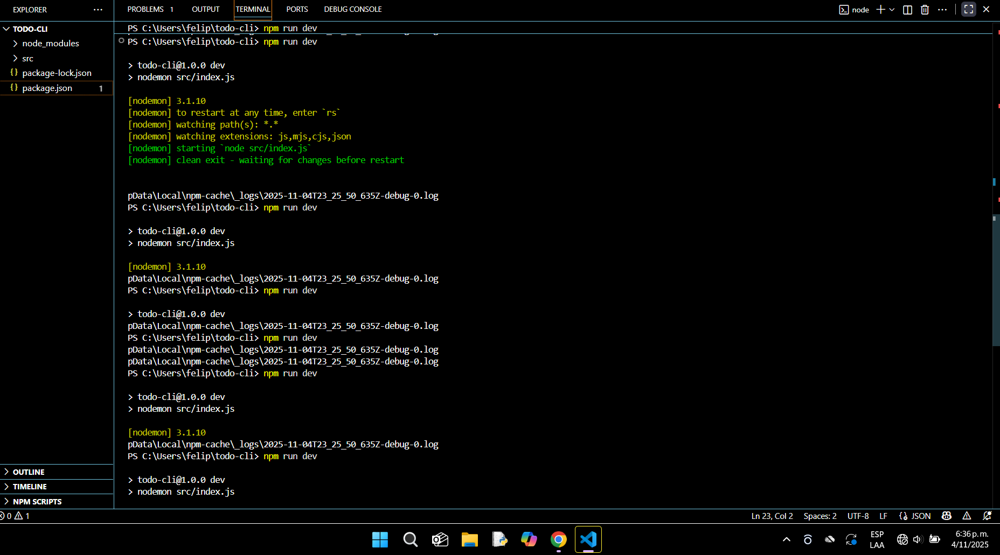 EXPLORER
PROBLEMS 1 OUTPUT TERMINAL PORTS DEBUG CONSOLE
node
TODO-CLI
node_modules
src
package-lock.json
package.json 1
PS C:\Users\felip\todo-cli> npm run dev
PS C:\Users\felip\todo-cli> npm run dev
> todo-cli@1.0.0 dev
> nodemon src/index.js
[nodemon] 3.1.10
[nodemon] to restart at any time, enter `rs`
[nodemon] watching path(s): *.*
[nodemon] watching extensions: js,mjs,cjs,json
[nodemon] starting `node src/index.js`
[nodemon] clean exit - waiting for changes before restart
pData\Local\npm-cache\_logs\2025-11-04T23_25_50_635Z-debug-0.log
PS C:\Users\felip\todo-cli> npm run dev
> todo-cli@1.0.0 dev
> nodemon src/index.js
[nodemon] 3.1.10
pData\Local\npm-cache\_logs\2025-11-04T23_25_50_635Z-debug-0.log
PS C:\Users\felip\todo-cli> npm run dev
> todo-cli@1.0.0 dev
pData\Local\npm-cache\_logs\2025-11-04T23_25_50_635Z-debug-0.log
PS C:\Users\felip\todo-cli> npm run dev
pData\Local\npm-cache\_logs\2025-11-04T23_25_50_635Z-debug-0.log
pData\Local\npm-cache\_logs\2025-11-04T23_25_50_635Z-debug-0.log
PS C:\Users\felip\todo-cli> npm run dev
> todo-cli@1.0.0 dev
> nodemon src/index.js
[nodemon] 3.1.10
pData\Local\npm-cache\_logs\2025-11-04T23_25_50_635Z-debug-0.log
PS C:\Users\felip\todo-cli> npm run dev
> todo-cli@1.0.0 dev
> nodemon src/index.js
OUTLINE
TIMELINE
NPM SCRIPTS
0 1
Ln 23, Col 2 Spaces: 2 UTF-8 LF JSON
ESP
LAA
6:36 p. m.
4/11/2025